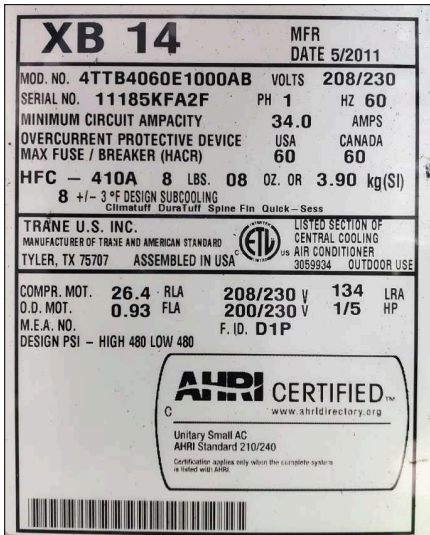 XB 14
MFR
DATE 5/2011
MOD. NO. 4TTB4060E1000AB VOLTS 208/230
SERIAL NO. 11185KFA2F PH 1 HZ 60
MINIMUM CIRCUIT AMPACITY 34.0 AMPS
OVERCURRENT PROTECTIVE DEVICE USA CANADA
MAX FUSE / BREAKER (HACR) 60 60
HFC – 410A 8 LBS. 08 OZ. OR 3.90 kg(SI)
8 +/- 3 °F DESIGN SUBCOOLING
Climatuff DuraTuff Spine Fin Quick-Sess
TRANE U.S. INC.
MANUFACTURER OF TRANE AND AMERICAN STANDARD
TYLER, TX 75707 ASSEMBLED IN USA
INTERTEK
C ETL US
LISTED SECTION OF
CENTRAL COOLING
AIR CONDITIONER
3059934 OUTDOOR USE
COMPR. MOT. 26.4 RLA 208/230 V 134 LRA
O.D. MOT. 0.93 FLA 200/230 V 1/5 HP
M.E.A. NO. F. ID. D1P
DESIGN PSI – HIGH 480 LOW 480
AHRI CERTIFIED™
C www.ahridirectory.org
Unitary Small AC
AHRI Standard 210/240
Certification applies only when the complete system
is listed with AHRI.